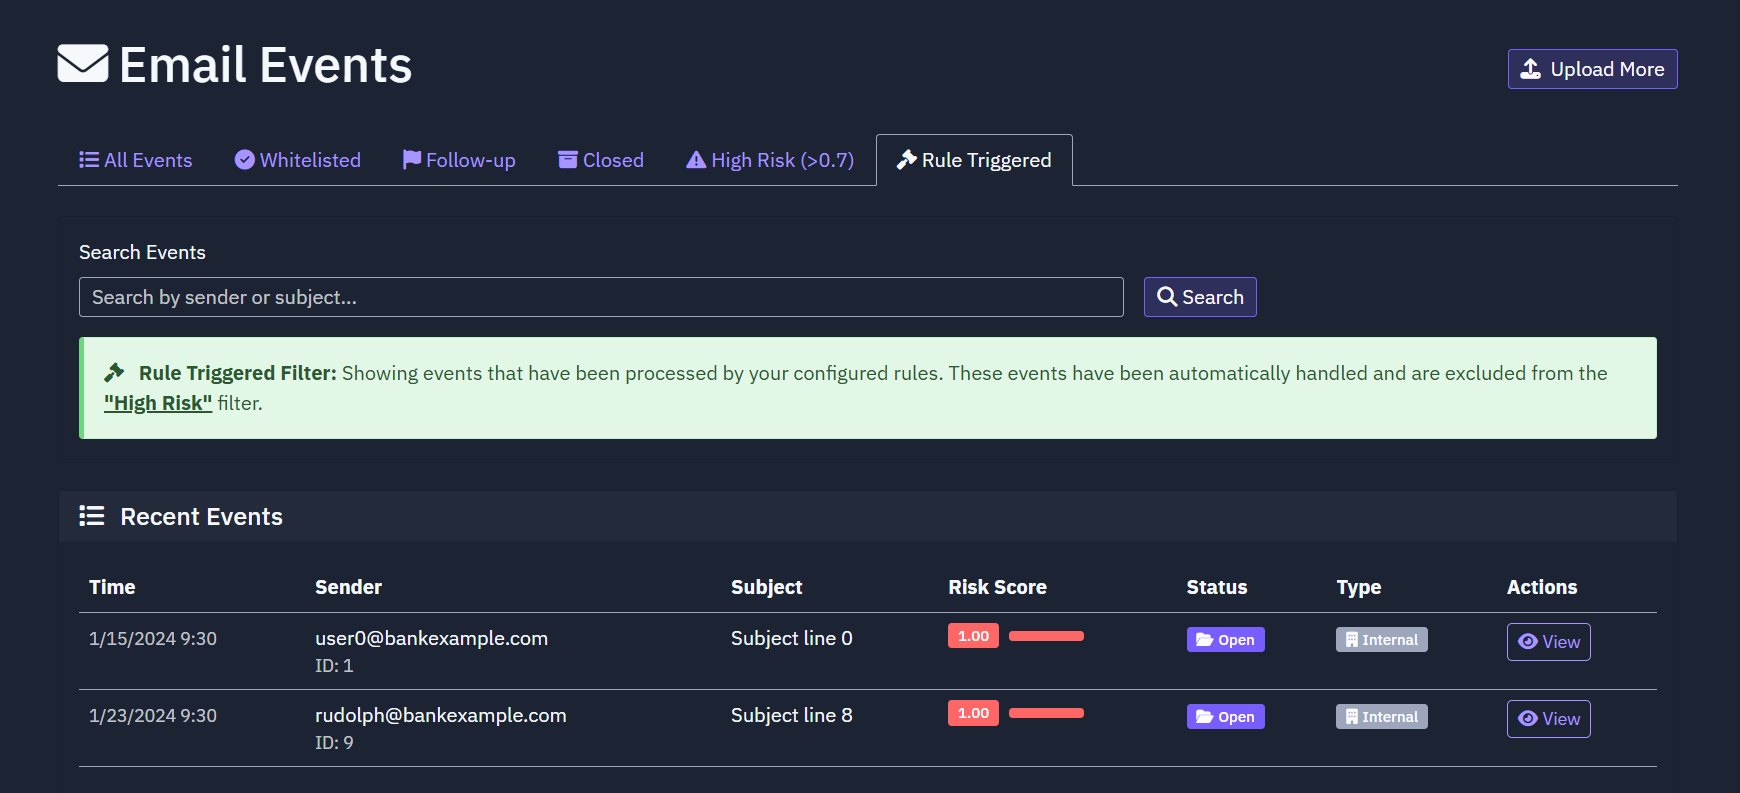 Email Events
Upload More
All Events
Whitelisted
Follow-up
Closed
High Risk (>0.7)
Rule Triggered
Search Events
Search by sender or subject...
Search
Rule Triggered Filter: Showing events that have been processed by your configured rules. These events have been automatically handled and are excluded from the
"High Risk" filter.
Recent Events
Time Sender Subject Risk Score Status Type Actions
1/15/2024 9:30 user0@bankexample.com Subject line 0 1.00 Open Internal View
ID: 1
1/23/2024 9:30 rudolph@bankexample.com Subject line 8 1.00 Open Internal View
ID: 9